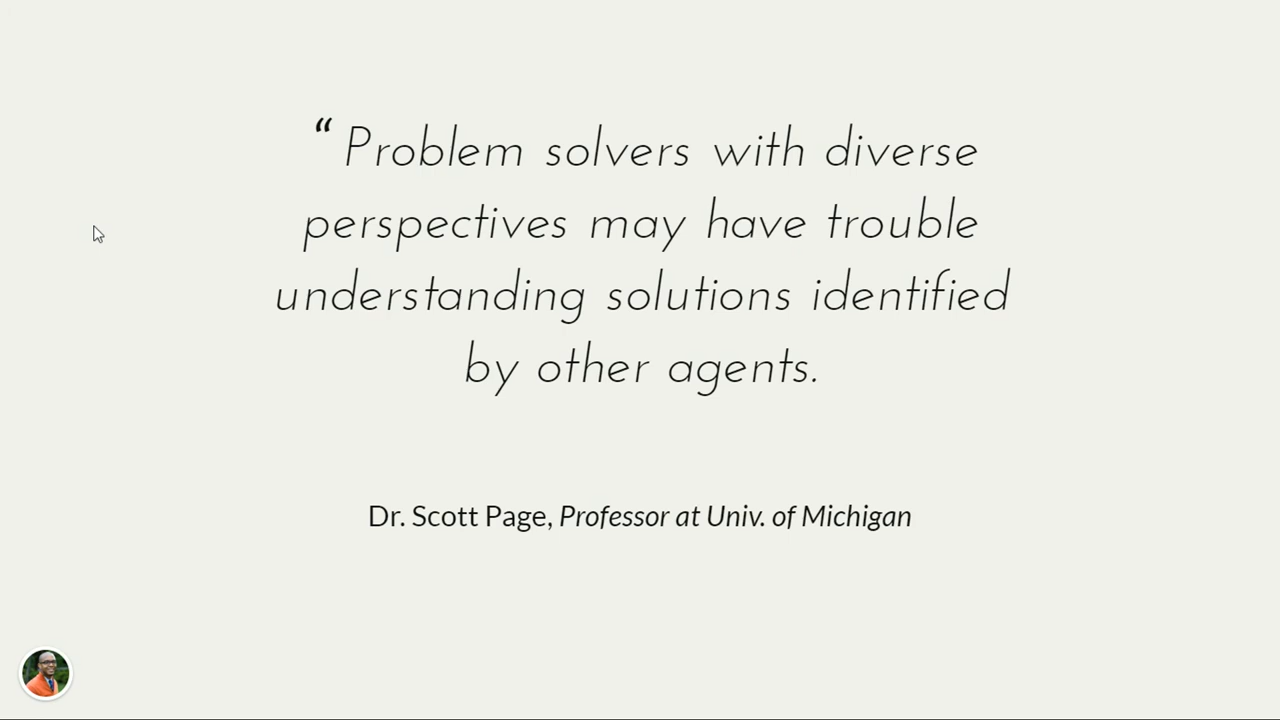 “ Problem solvers with diverse
perspectives may have trouble
understanding solutions identified
by other agents.
Dr. Scott Page, Professor at Univ. of Michigan